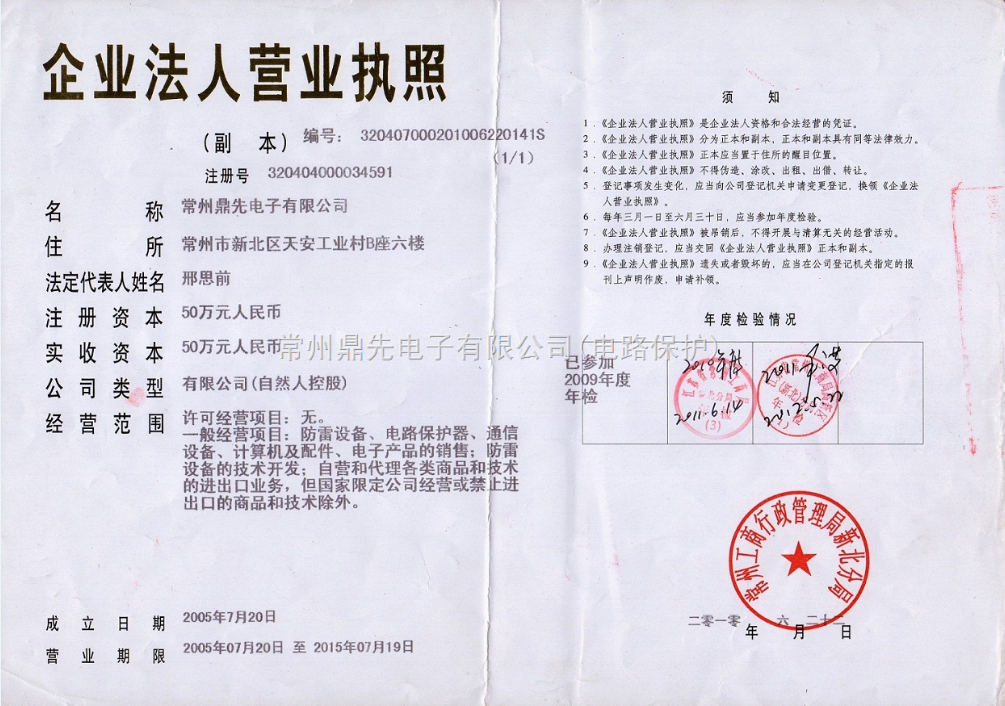 企业法人营业执照
(副 本) 编号: 320407000201006220141S
(1/1)
注册号 320404000034591
名 称 常州鼎先电子有限公司
住 所 常州市新北区天安工业村B座六楼
法定代表人姓名 邢思前
注 册 资 本 50万元人民币
实 收 资 本 50万元人民币
公 司 类 型 有限公司(自然人控股)
经 营 范 围 许可经营项目: 无。
一般经营项目: 防雷设备、电路保护器、通信
设备、计算机及配件、电子产品的销售; 防雷
设备的技术开发; 自营和代理各类商品和技术
的进出口业务, 但国家限定公司经营或禁止进
出口的商品和技术除外。
成 立 日 期 2005年7月20日
营 业 期 限 2005年07月20日 至 2015年07月19日
常州鼎先电子有限公司(电路保护)
须 知
1．《企业法人营业执照》是企业法人资格和合法经营的凭证。
2．《企业法人营业执照》分为正本和副本，正本和副本具有同等法律效力。
3．《企业法人营业执照》正本应当置于住所的醒目位置。
4．《企业法人营业执照》不得伪造、涂改、出租、出借、转让。
5．登记事项发生变化，应当向公司登记机关申请变更登记，换领《企业法
人营业执照》。
6．每年三月一日至六月三十日，应当参加年度检验。
7．《企业法人营业执照》被吊销后，不得开展与清算无关的经营活动。
8．办理注销登记，应当交回《企业法人营业执照》正本和副本。
9．《企业法人营业执照》遗失或者毁坏的，应当在公司登记机关指定的报
刊上声明作废，申请补领。
年度检验情况
已参加
2009年度
年检
2010年度
2011.6.14
(3)
2011年度
2012.5.22
常州工商行政管理局新北分局
二零一零 年 六 月 二十二 日